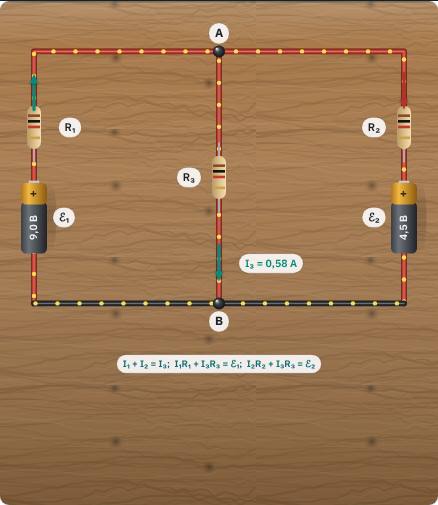 A
R₁
R₂
R₃
+
+
9,0 В
ℰ₁
ℰ₂
4,5 В
I₃ = 0,58 A
B
I₁ + I₂ = I₃; I₁R₁ + I₃R₃ = ℰ₁; I₂R₂ + I₃R₃ = ℰ₂